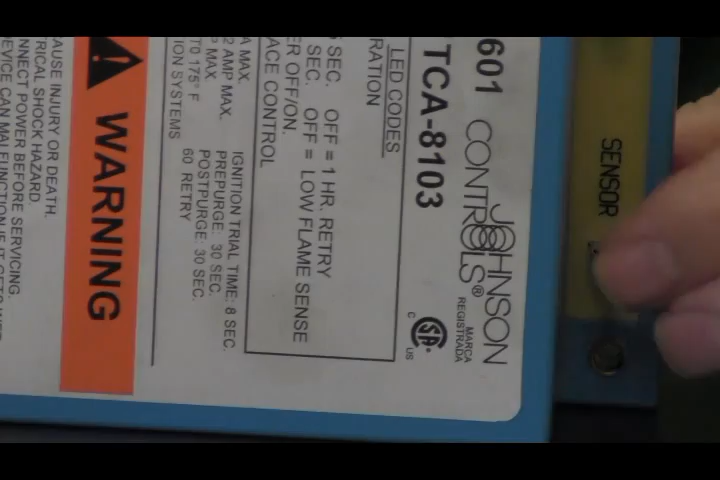 601 JOHNSON
CONTROLS®
MARCA
REGISTRADA
TCA-8103
C US
LED CODES
RATION
SEC. OFF = 1 HR. RETRY
SEC. OFF = LOW FLAME SENSE
ER OFF/ON.
ACE CONTROL
A MAX.
2 AMP MAX.
P MAX.
TO 175° F
ION SYSTEMS
IGNITION TRIAL TIME: 8 SEC.
PREPURGE: 30 SEC.
POSTPURGE: 30 SEC.
60 RETRY
WARNING
AUSE INJURY OR DEATH.
RICAL SHOCK HAZARD.
NNECT POWER BEFORE SERVICING.
SENSOR